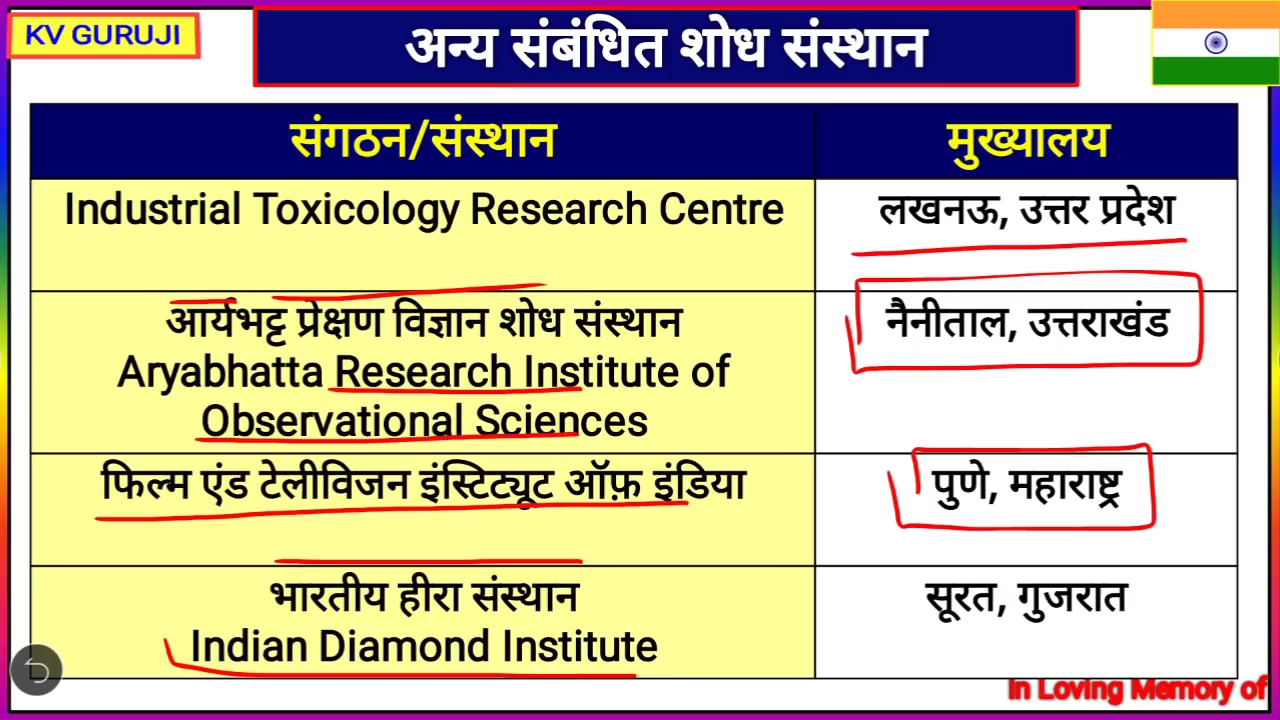 KV GURUJI
अन्य संबंधित शोध संस्थान
संगठन/संस्थान
मुख्यालय
Industrial Toxicology Research Centre
लखनऊ, उत्तर प्रदेश
आर्यभट्ट प्रेक्षण विज्ञान शोध संस्थान
Aryabhatta Research Institute of
Observational Sciences
नैनीताल, उत्तराखंड
फिल्म एंड टेलीविजन इंस्टिट्यूट ऑफ़ इंडिया
पुणे, महाराष्ट्र
भारतीय हीरा संस्थान
Indian Diamond Institute
सूरत, गुजरात
In Loving Memory of